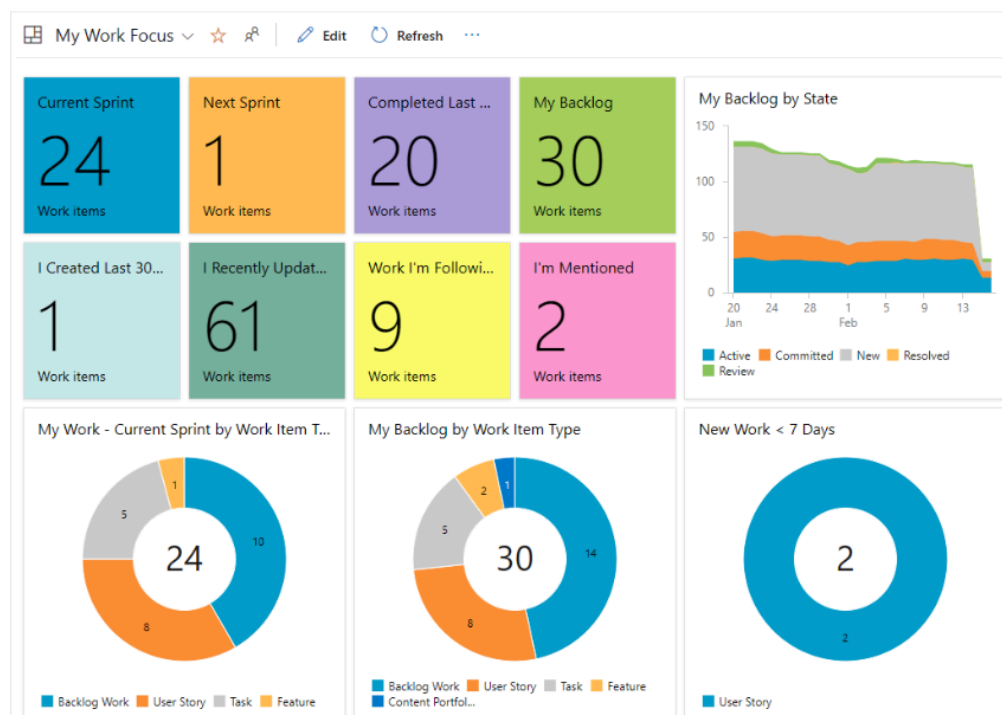 My Work Focus Edit Refresh ...
Current Sprint
24
Work items
Next Sprint
1
Work items
Completed Last ...
20
Work items
My Backlog
30
Work items
My Backlog by State
150
100
50
0
20 24 28 1 5 9 13
Jan Feb
Active Committed New Resolved
Review
I Created Last 30...
1
Work items
I Recently Updat...
61
Work items
Work I'm Followi...
9
Work items
I'm Mentioned
2
Work items
My Work - Current Sprint by Work Item T...
1
5
10
24
8
Backlog Work User Story Task Feature
My Backlog by Work Item Type
1
2
5
14
30
8
Backlog Work User Story Task Feature
Content Portfol...
New Work < 7 Days
2
2
User Story